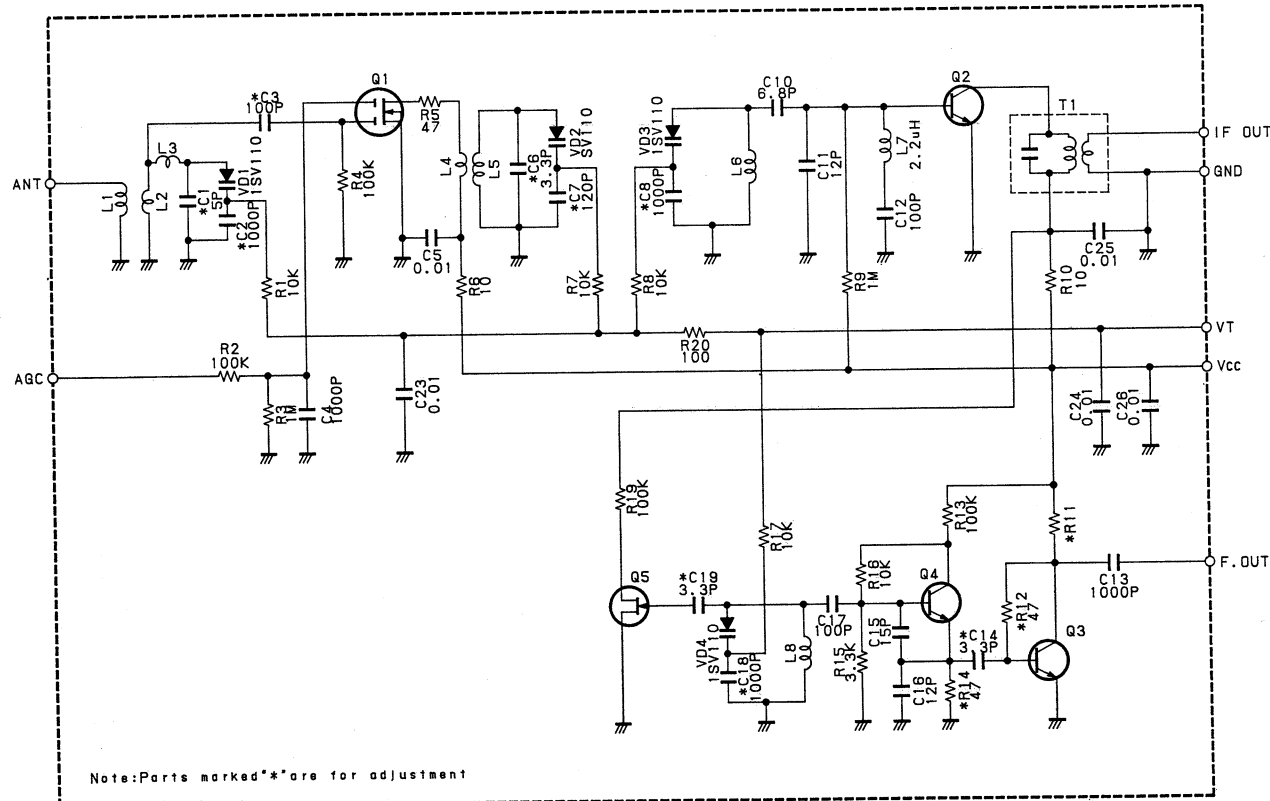 Q1
*C3
100P
R5
47
L3
ANT
L1
L2
*C1
5P
VD1
1SV110
*C2
1000P
R4
100K
L4
L5
*C6
3.3P
VD2
SV110
*C7
120P
C5
0.01
R1
10K
R6
10
R7
10K
R8
10K
VD3
1SV110
*C8
1000P
L6
C10
6.8P
C11
12P
L7
2.2uH
C12
100P
R9
1M
Q2
T1
IF OUT
GND
C25
0.01
R10
10
R20
100
VT
Vcc
R2
100K
AGC
R3
1M
C4
1000P
C23
0.01
C24
0.01
C26
0.01
R19
100K
R17
10K
R13
100K
*R11
Q5
*C19
3.3P
VD4
1SV110
*C18
1000P
L8
C17
100P
R16
10K
Q4
C15
15P
R15
3.3K
C16
12P
*R14
47
*C14
3.3P
*R12
47
Q3
C13
1000P
F.OUT
Note:Parts marked"*"are for adjustment